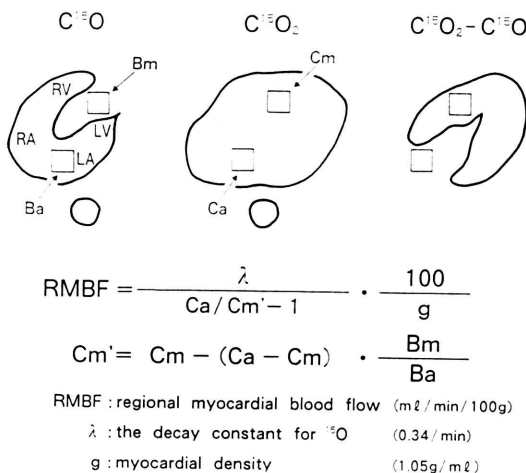 C¹⁵O C¹⁵O₂ C¹⁵O₂−C¹⁵O
Bm Cm
RV
LV
RA
LA
Ba Ca
RMBF = λ / (Ca/Cm'−1) · 100 / g
Cm' = Cm − (Ca − Cm) · Bm / Ba
RMBF : regional myocardial blood flow (mℓ/min/100g)
λ : the decay constant for ¹⁵O (0.34/min)
g : myocardial density (1.05g/mℓ)